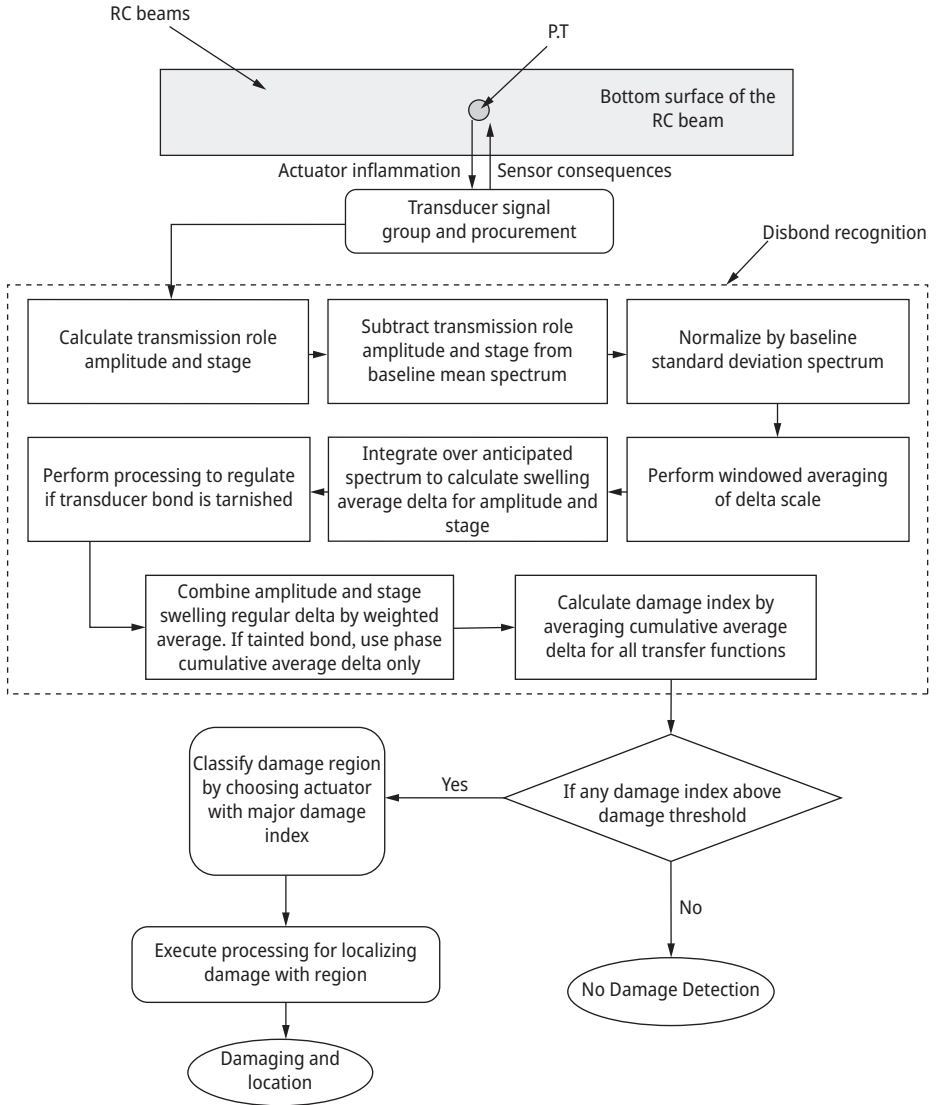 RC beams
P.T
Bottom surface of the
RC beam
Actuator inflammation
Sensor consequences
Transducer signal
group and procurement
Disbond recognition
Calculate transmission role
amplitude and stage
Subtract transmission role
amplitude and stage from
baseline mean spectrum
Normalize by baseline
standard deviation spectrum
Perform processing to regulate
if transducer bond is tarnished
Integrate over anticipated
spectrum to calculate swelling
average delta for amplitude and
stage
Perform windowed averaging
of delta scale
Combine amplitude and stage
swelling regular delta by weighted
average. If tainted bond, use phase
cumulative average delta only
Calculate damage index by
averaging cumulative average
delta for all transfer functions
Classify damage region
by choosing actuator
with major damage
index
Yes
If any damage index above
damage threshold
No
Execute processing for localizing
damage with region
No Damage Detection
Damaging and
location